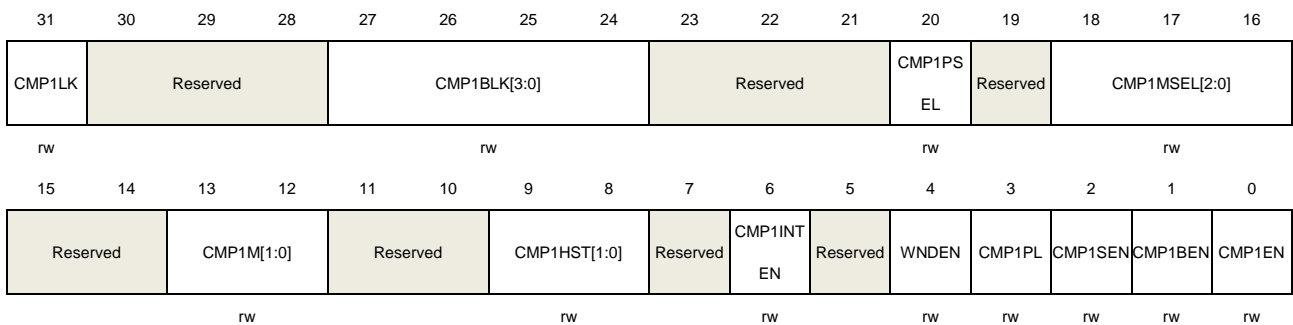 31 30 29 28 27 26 25 24 23 22 21 20 19 18 17 16
CMP1LK Reserved CMP1BLK[3:0] Reserved CMP1PS
EL Reserved CMP1MSEL[2:0]
rw rw rw rw
15 14 13 12 11 10 9 8 7 6 5 4 3 2 1 0
Reserved CMP1M[1:0] Reserved CMP1HST[1:0] Reserved CMP1INT
EN Reserved WNDEN CMP1PL CMP1SEN CMP1BEN CMP1EN
rw rw rw rw rw rw rw rw